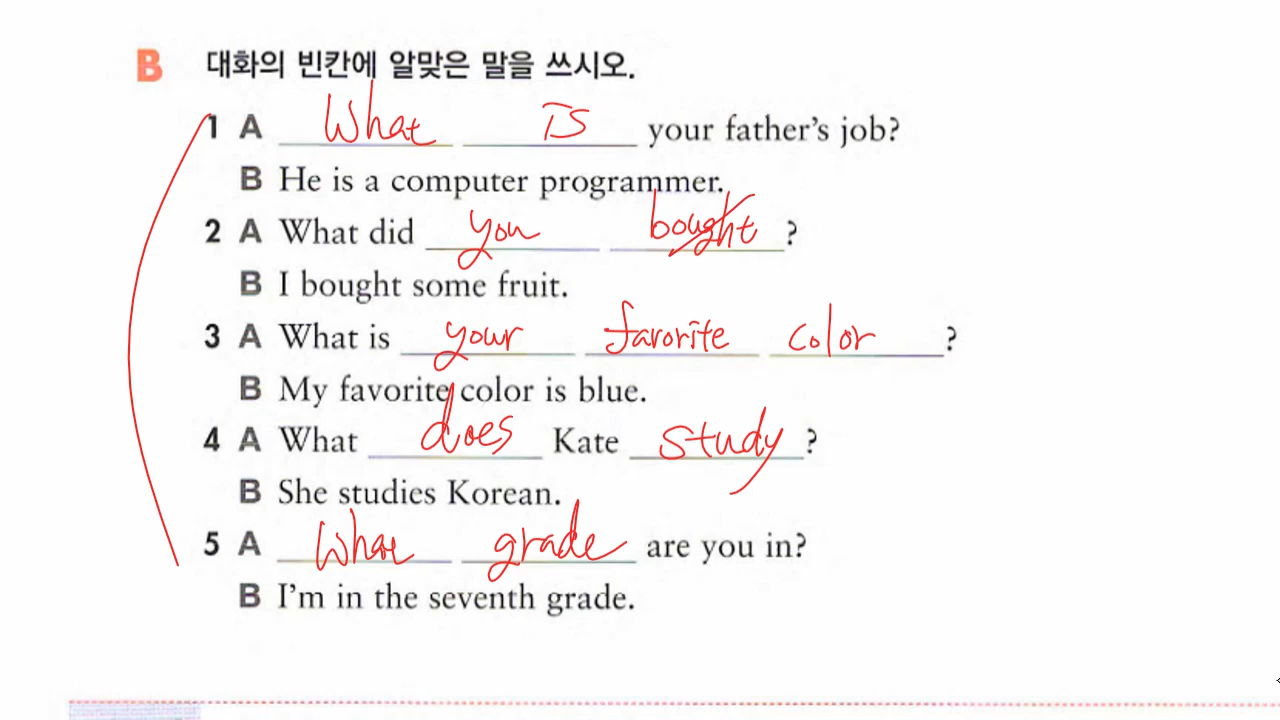 B 대화의 빈칸에 알맞은 말을 쓰시오.
1 A What is your father's job?
B He is a computer programmer.
2 A What did you bought ?
B I bought some fruit.
3 A What is your favorite color ?
B My favorite color is blue.
4 A What does Kate study ?
B She studies Korean.
5 A What grade are you in?
B I'm in the seventh grade.